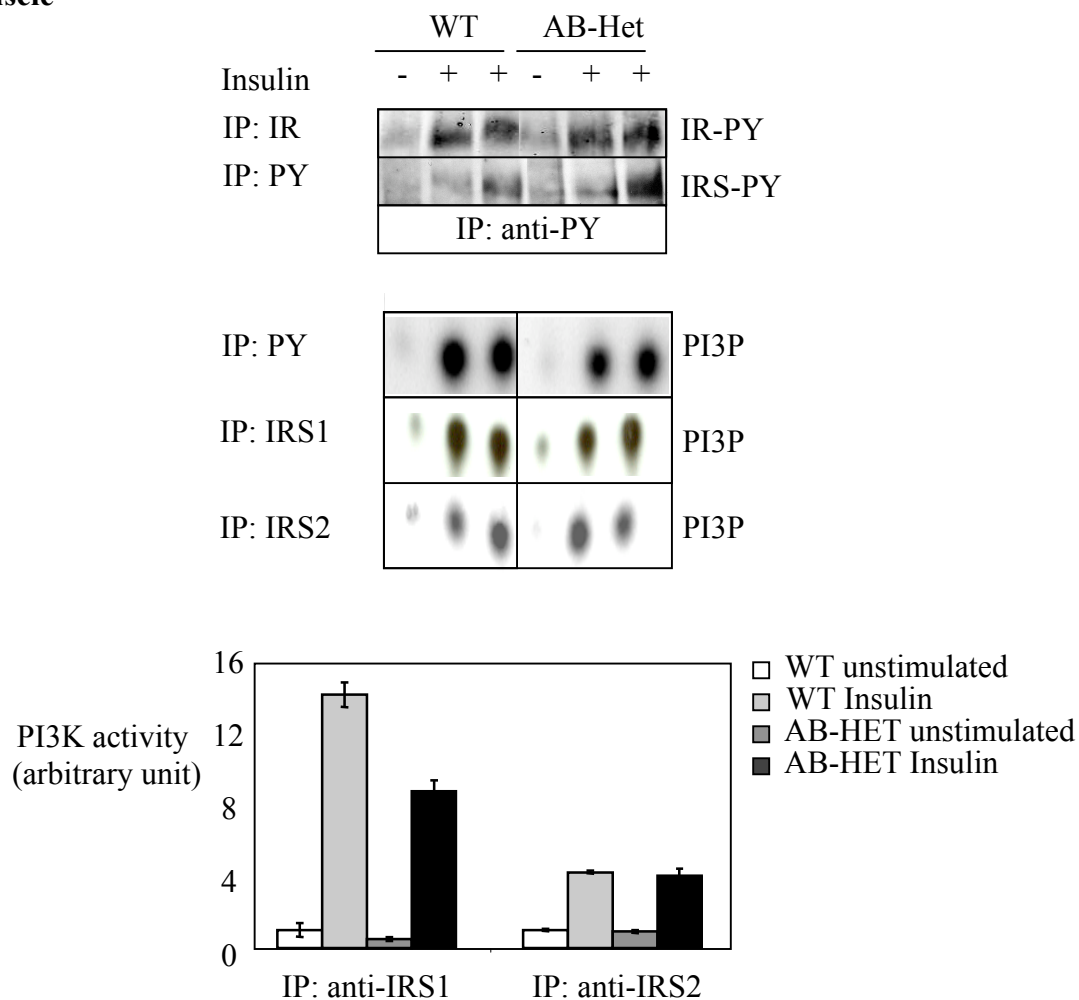 WT AB-Het
Insulin - + + - + +
IP: IR IR-PY
IP: PY IRS-PY
IP: anti-PY
IP: PY PI3P
IP: IRS1 PI3P
IP: IRS2 PI3P
16
12
8
4
0
PI3K activity
(arbitrary unit)
WT unstimulated
WT Insulin
AB-HET unstimulated
AB-HET Insulin
IP: anti-IRS1 IP: anti-IRS2